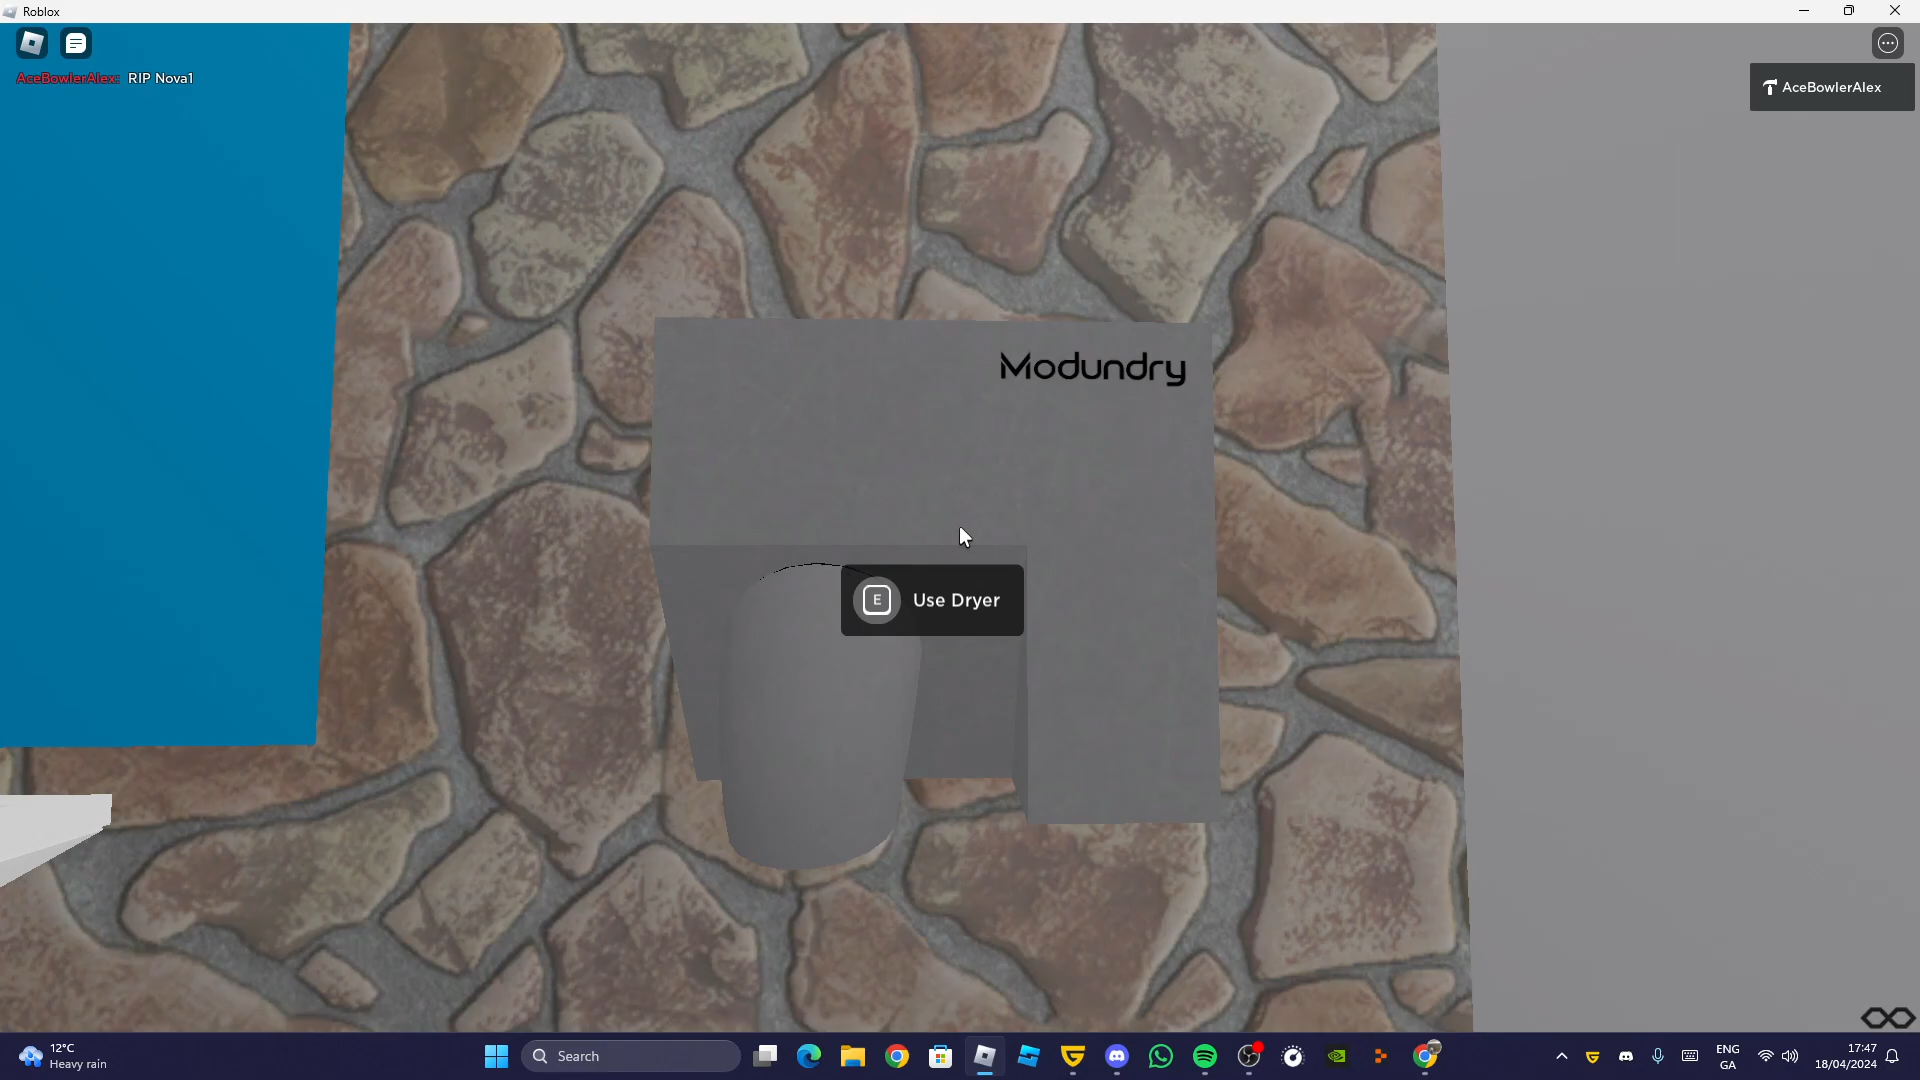 Roblox
AceBowlerAlex: RIP Nova1
AceBowlerAlex
Modundry
E Use Dryer
12°C
Heavy rain
Search
ENG
GA
17:47
18/04/2024